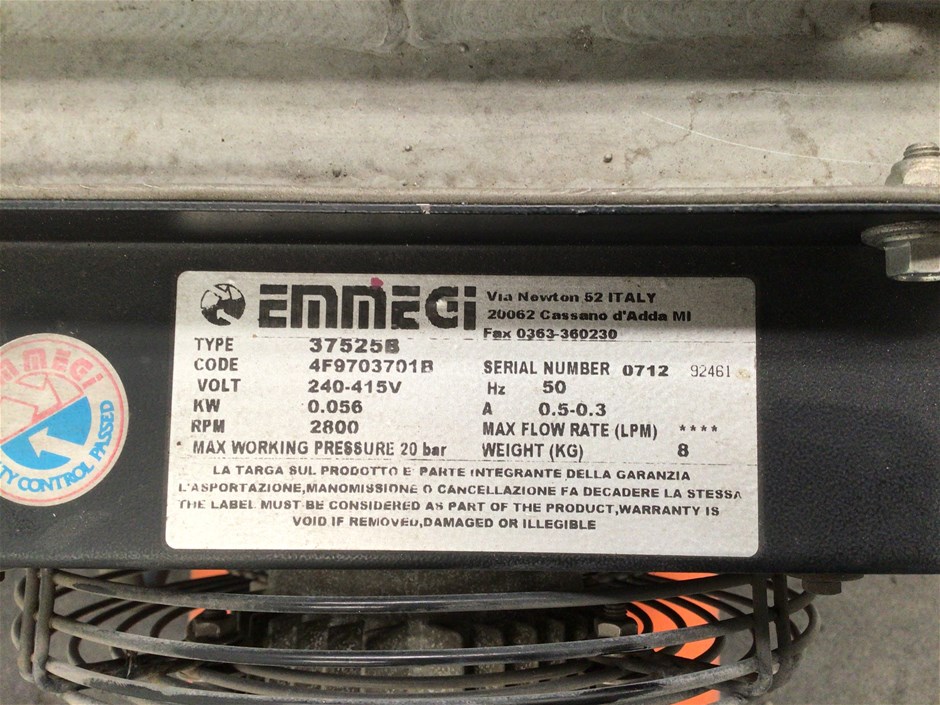 EMMEGi
Via Newton 52 ITALY
20062 Cassano d'Adda MI
Fax 0363-360230
TYPE 37525B
CODE 4F9703701B SERIAL NUMBER 0712 92461
VOLT 240-415V Hz 50
KW 0.056 A 0.5-0.3
RPM 2800 MAX FLOW RATE (LPM) ****
MAX WORKING PRESSURE 20 bar WEIGHT (KG) 8
LA TARGA SUL PRODOTTO E PARTE INTEGRANTE DELLA GARANZIA
L'ASPORTAZIONE,MANOMISSIONE O CANCELLAZIONE FA DECADERE LA STESSA
THE LABEL MUST BE CONSIDERED AS PART OF THE PRODUCT,WARRANTY IS
VOID IF REMOVED,DAMAGED OR ILLEGIBLE
MMEGi
TY CONTROL PASSED